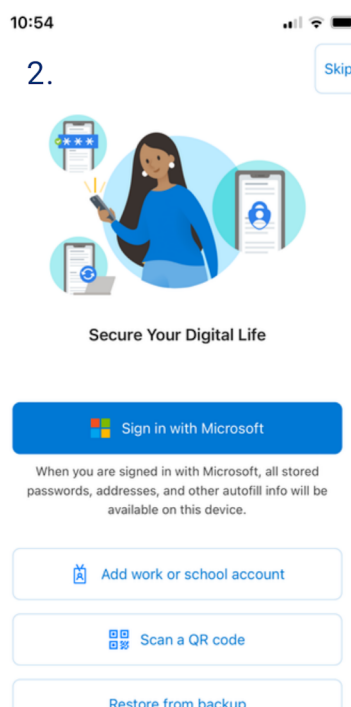 10:54
2.
Skip
* * *
Secure Your Digital Life
Sign in with Microsoft
When you are signed in with Microsoft, all stored
passwords, addresses, and other autofill info will be
available on this device.
Add work or school account
Scan a QR code
Restore from backup